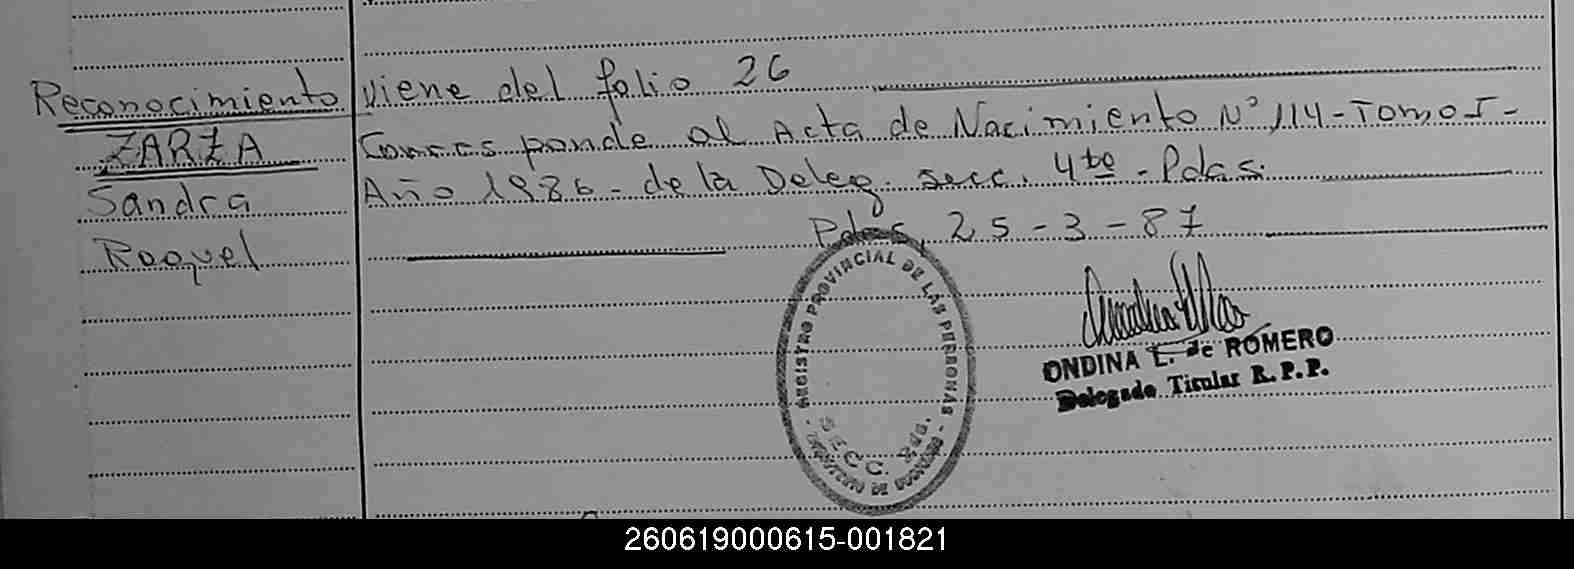 Reconocimiento
ZARZA
Sandra
Raquel
Viene del folio 26
Corresponde al Acta de Nacimiento N° 114 - Tomo I -
Año 1986 - de la Deleg. secc. 4ta - Pdas.
Pdas, 25 - 3 - 87
REGISTRO PROVINCIAL DE LAS PERSONAS
SECC.
ONDINA L. de ROMERO
Delegado Titular R.P.P.
260619000615-001821